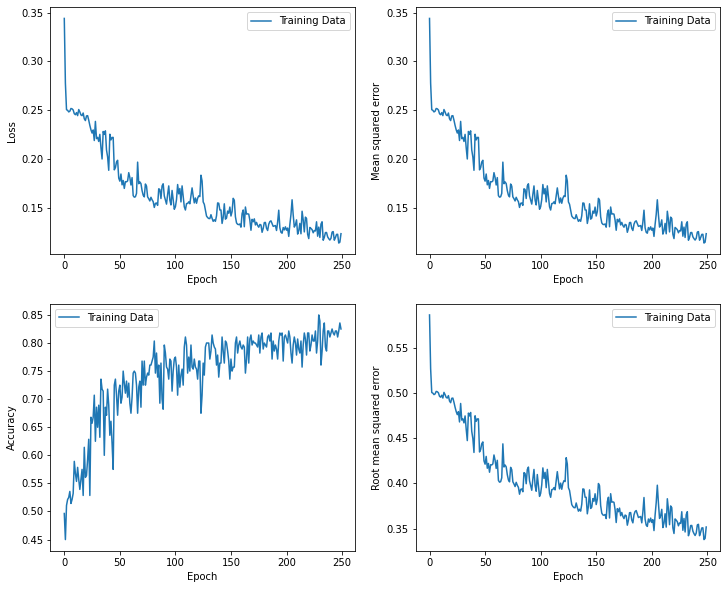 0.35
0.30
0.25
0.20
0.15
Loss
Training Data
0 50 100 150 200 250
Epoch
0.35
0.30
0.25
0.20
0.15
Mean squared error
Training Data
0 50 100 150 200 250
Epoch
0.85
0.80
0.75
0.70
0.65
0.60
0.55
0.50
0.45
Accuracy
Training Data
0 50 100 150 200 250
Epoch
0.55
0.50
0.45
0.40
0.35
Root mean squared error
Training Data
0 50 100 150 200 250
Epoch